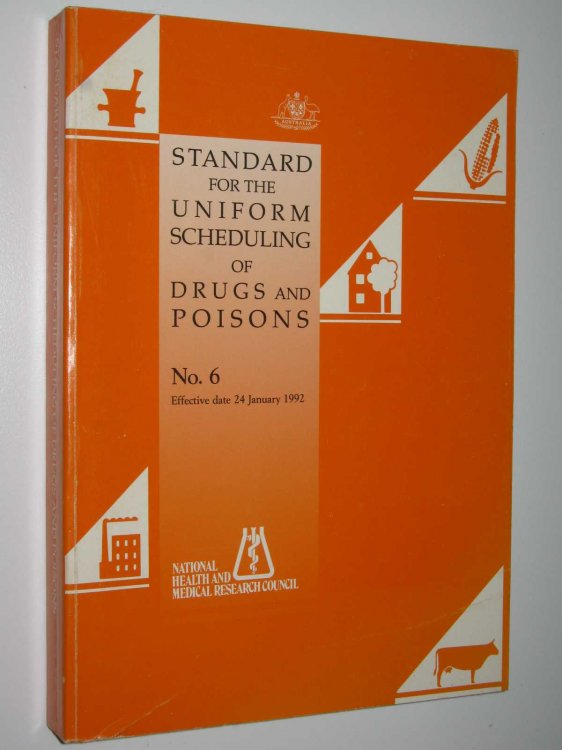 AUSTRALIA
STANDARD
FOR THE
UNIFORM
SCHEDULING
OF
DRUGS AND
POISONS
No. 6
Effective date 24 January 1992
NATIONAL
HEALTH AND
MEDICAL RESEARCH COUNCIL